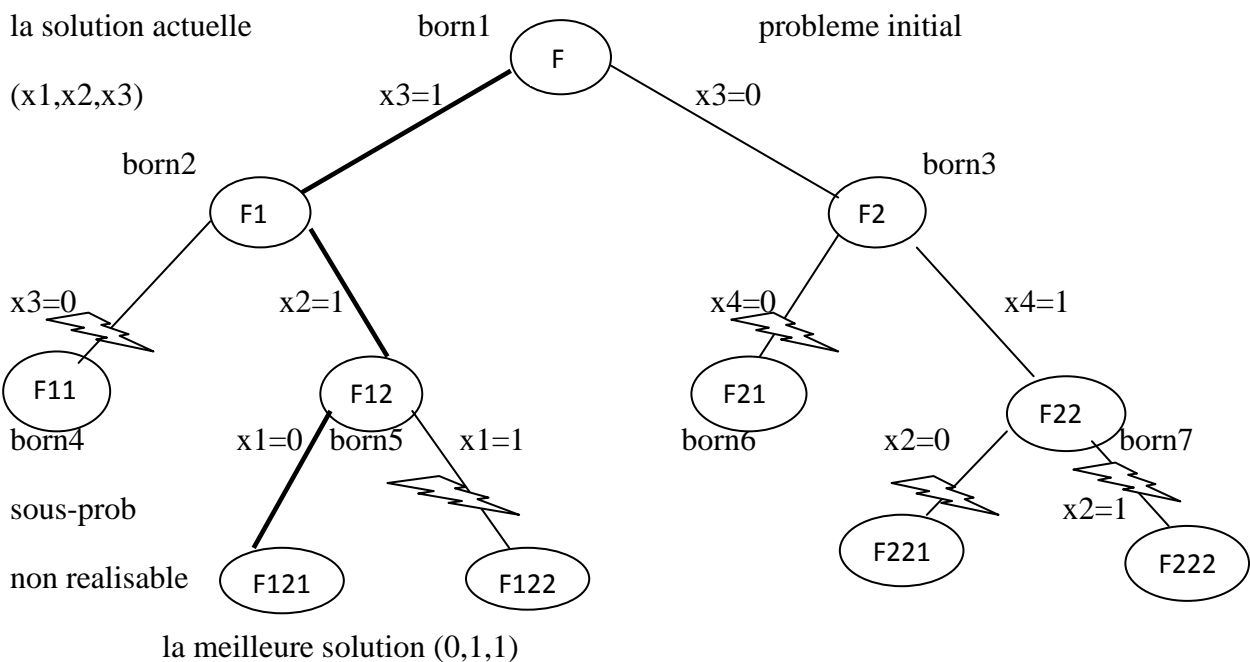 la solution actuelle born1 probleme initial
F
(x1,x2,x3) x3=1 x3=0
born2 born3
F1 F2
x3=0 x2=1 x4=0 x4=1
F11 F12 F21 F22
born4 x1=0 born5 x1=1 born6 x2=0 born7
sous-prob x2=1
F221 F222
non realisable F121 F122
la meilleure solution (0,1,1)